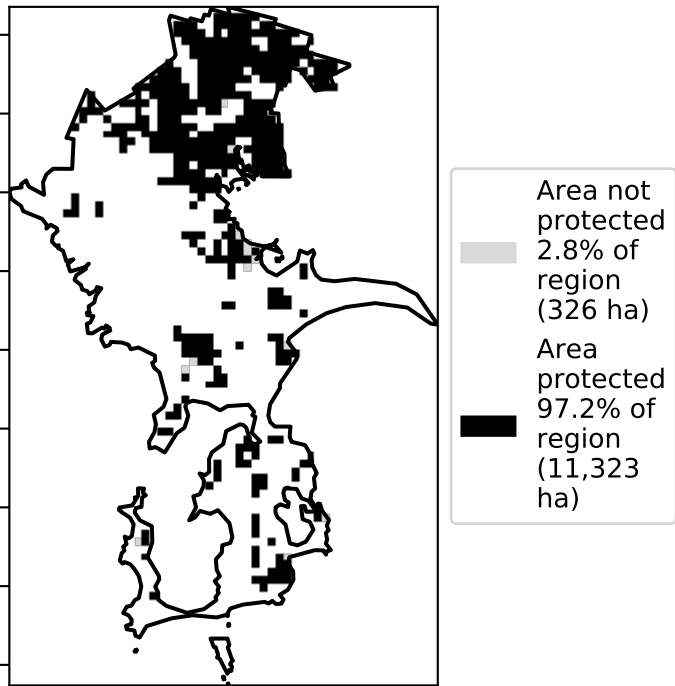 Area not
protected
2.8% of
region
(326 ha)
Area
protected
97.2% of
region
(11,323
ha)